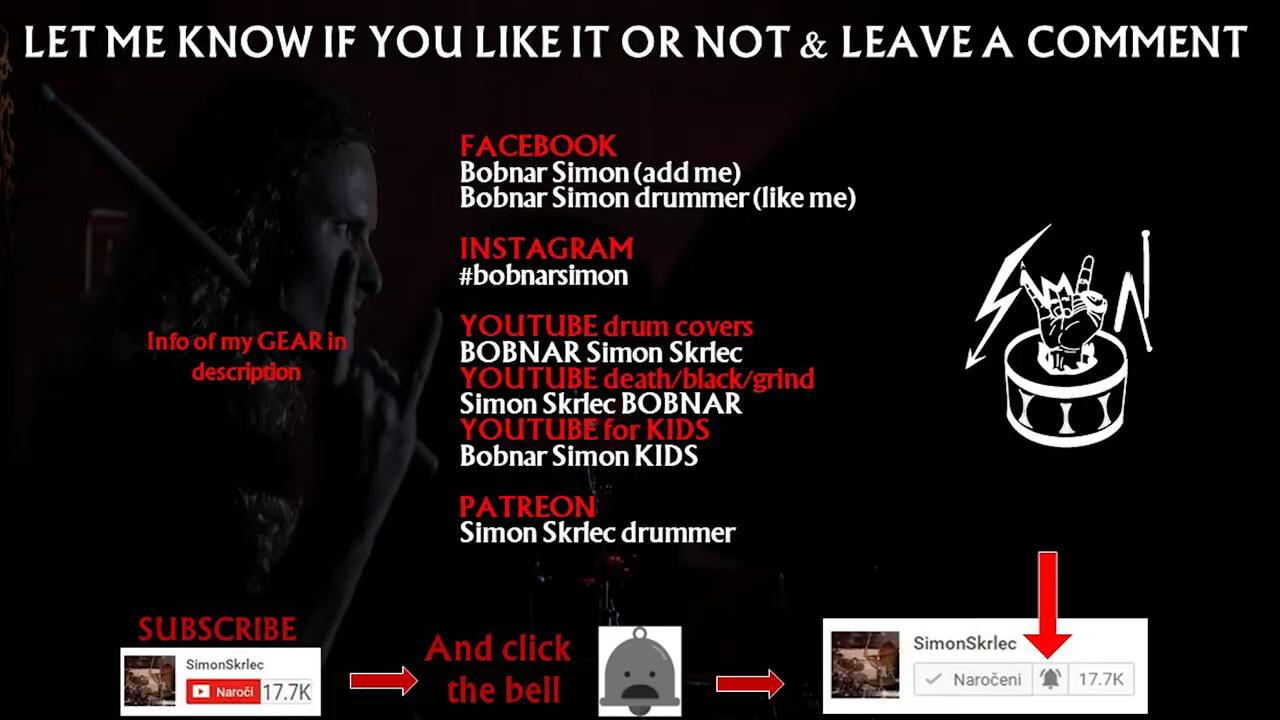 LET ME KNOW IF YOU LIKE IT OR NOT & LEAVE A COMMENT
FACEBOOK
Bobnar Simon (add me)
Bobnar Simon drummer (like me)
INSTAGRAM
#bobnarsimon
YOUTUBE drum covers
BOBNAR Simon Skrlec
YOUTUBE death/black/grind
Simon Skrlec BOBNAR
YOUTUBE for KIDS
Bobnar Simon KIDS
PATREON
Simon Skrlec drummer
Info of my GEAR in
description
SIMON
SUBSCRIBE
SimonSkrlec
Naroči 17.7K
And click
the bell
SimonSkrlec
Naročeni 17.7K